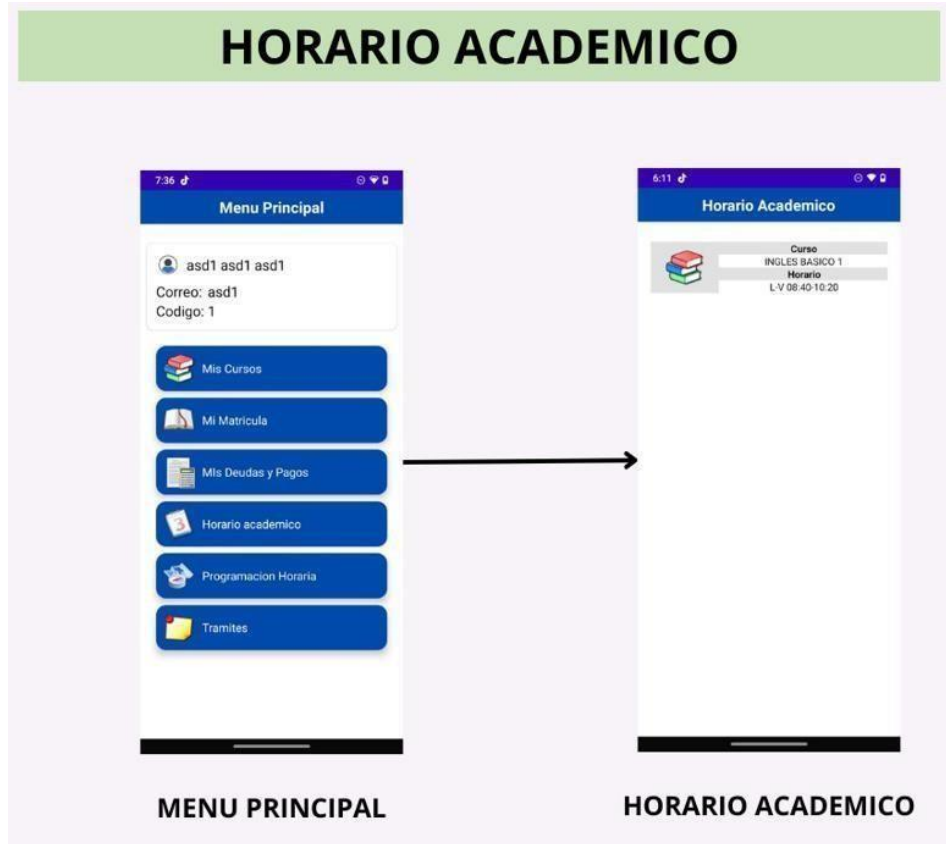 HORARIO ACADEMICO
7:36
Menu Principal
asd1 asd1 asd1
Correo: asd1
Codigo: 1
Mis Cursos
Mi Matricula
MIs Deudas y Pagos
Horario academico
3
Programacion Horaria
Tramites
MENU PRINCIPAL
6:11
Horario Academico
Curso
INGLES BASICO 1
Horario
L-V 08:40-10:20
HORARIO ACADEMICO